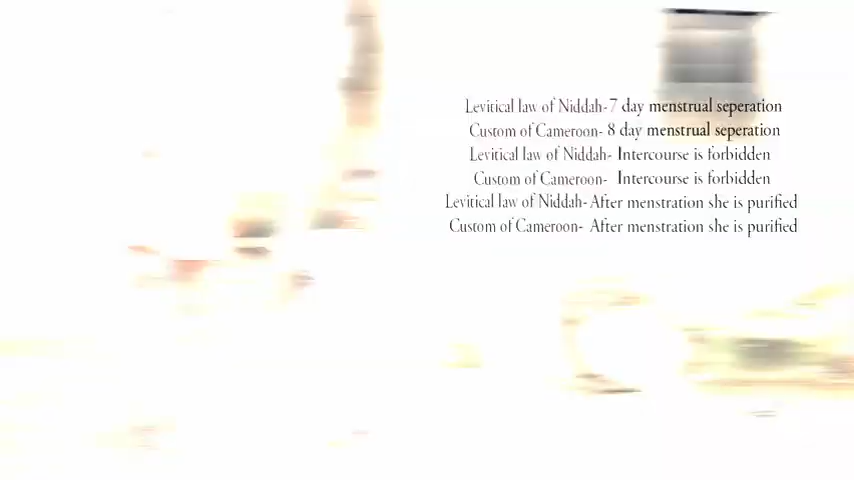 Levitical law of Niddah-7 day menstrual seperation
Custom of Cameroon- 8 day menstrual seperation
Levitical law of Niddah- Intercourse is forbidden
Custom of Cameroon- Intercourse is forbidden
Levitical law of Niddah- After menstration she is purified
Custom of Cameroon- After menstration she is purified